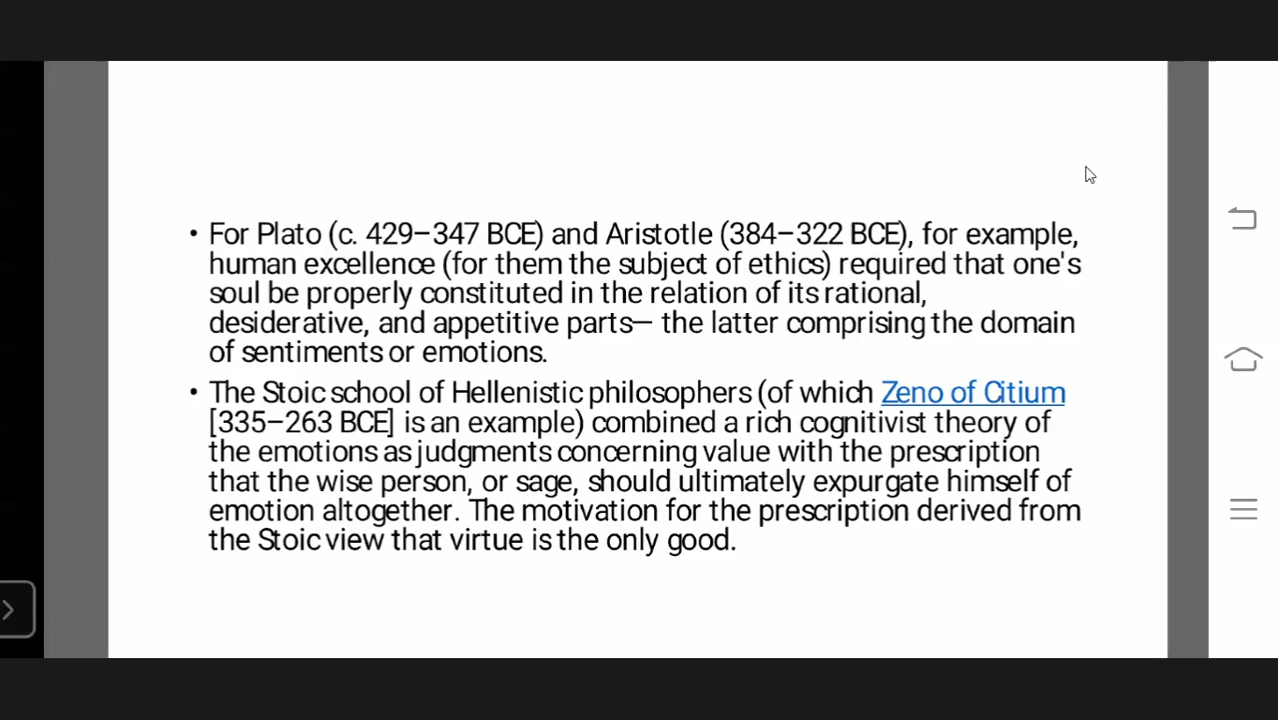 • For Plato (c. 429–347 BCE) and Aristotle (384–322 BCE), for example,
human excellence (for them the subject of ethics) required that one's
soul be properly constituted in the relation of its rational,
desiderative, and appetitive parts— the latter comprising the domain
of sentiments or emotions.
• The Stoic school of Hellenistic philosophers (of which Zeno of Citium
[335–263 BCE] is an example) combined a rich cognitivist theory of
the emotions as judgments concerning value with the prescription
that the wise person, or sage, should ultimately expurgate himself of
emotion altogether. The motivation for the prescription derived from
the Stoic view that virtue is the only good.